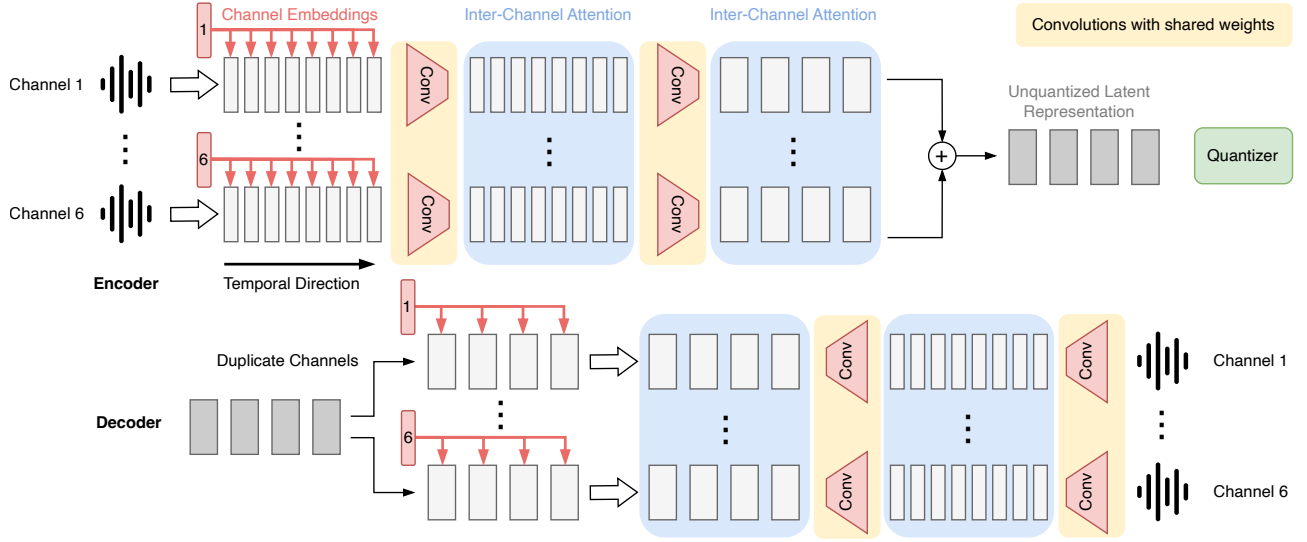 Channel Embeddings
Inter-Channel Attention
Inter-Channel Attention
Convolutions with shared weights
1
Channel 1
Conv
Conv
Unquantized Latent
Representation
6
Quantizer
+
Channel 6
Conv
Conv
Encoder
Temporal Direction
1
Duplicate Channels
Conv
Conv
Channel 1
Decoder
6
Conv
Conv
Channel 6